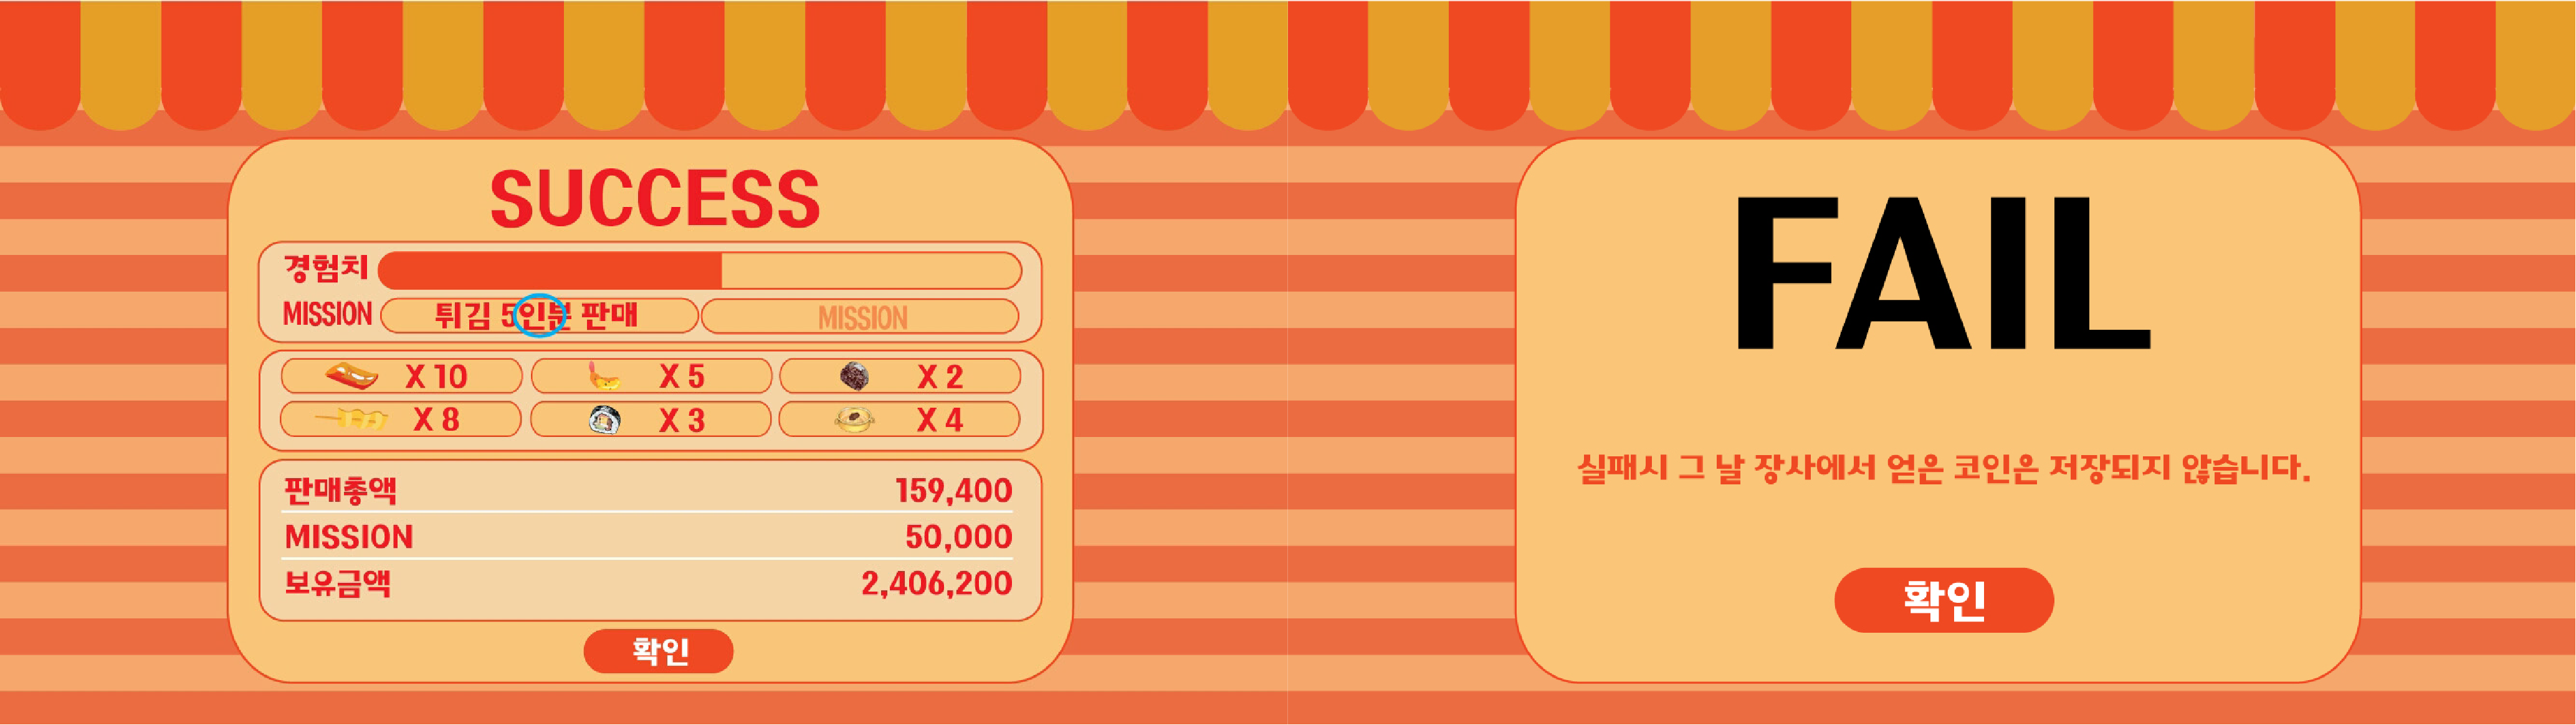 SUCCESS
경험치
MISSION 튀김 5인분 판매 MISSION
X 10 X 5 X 2
X 8 X 3 X 4
판매총액 159,400
MISSION 50,000
보유금액 2,406,200
확인
FAIL
실패시 그 날 장사에서 얻은 코인은 저장되지 않습니다.
확인